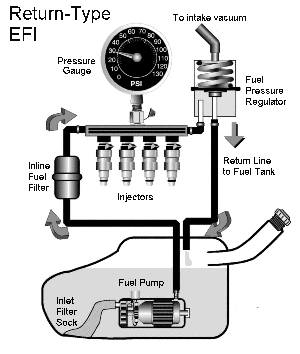 Return-Type
EFI
To intake vacuum
Pressure
Gauge
0
10
20
30
40
50
60
70
80
90
100
110
120
130
PSI
Fuel
Pressure
Regulator
Return Line
to Fuel Tank
Inline
Fuel
Filter
Injectors
Fuel Pump
Inlet
Filter
Sock